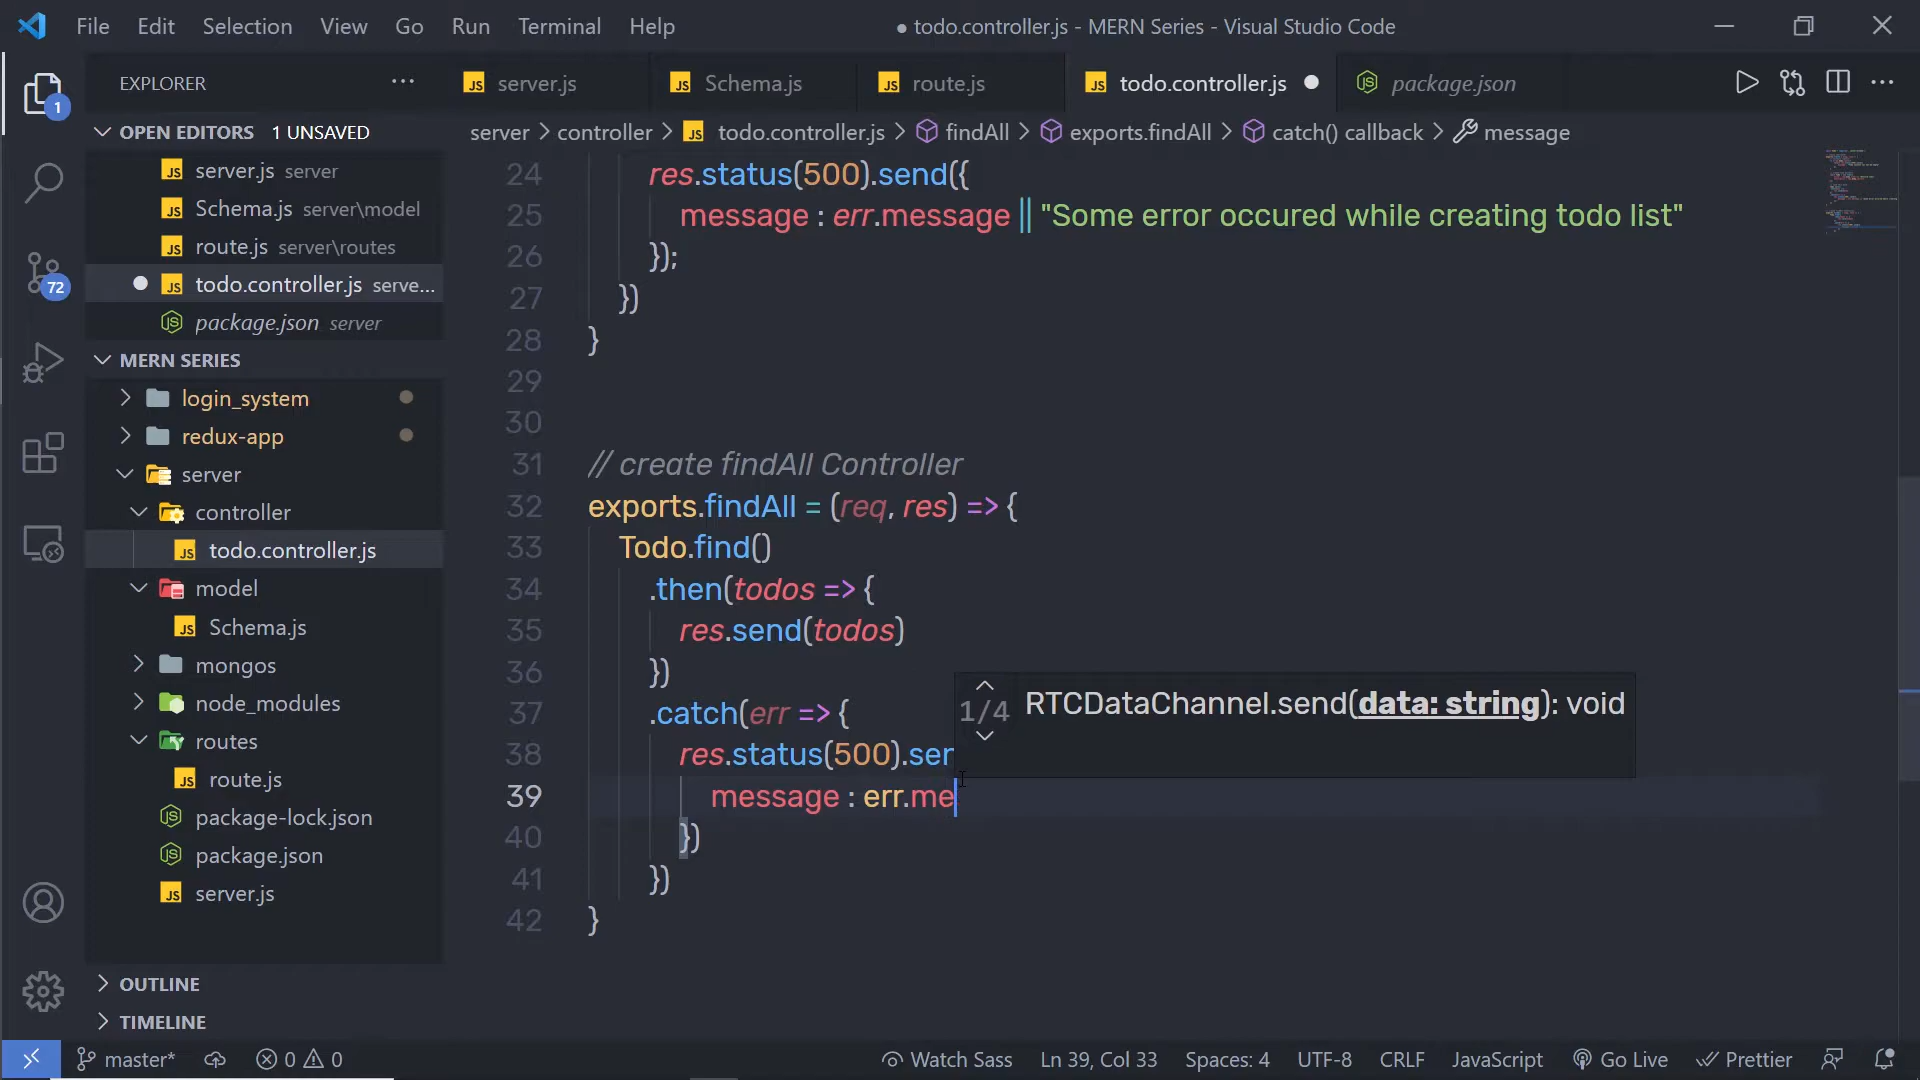 File Edit Selection View Go Run Terminal Help
● todo.controller.js - MERN Series - Visual Studio Code
EXPLORER ···
server.js
Schema.js
route.js
todo.controller.js
package.json
1
OPEN EDITORS 1 UNSAVED
server.js server
Schema.js server\model
route.js server\routes
todo.controller.js serve...
package.json server
72
MERN SERIES
login_system
redux-app
server
controller
todo.controller.js
model
Schema.js
mongos
node_modules
routes
route.js
package-lock.json
package.json
server.js
OUTLINE
TIMELINE
server > controller > todo.controller.js > findAll > exports.findAll > catch() callback > message
24 res.status(500).send({
25 message : err.message || "Some error occured while creating todo list"
26 });
27 })
28 }
29
30
31 // create findAll Controller
32 exports.findAll = (req, res) => {
33 Todo.find()
34 .then(todos => {
35 res.send(todos)
36 })
37 .catch(err => {
1/4 RTCDataChannel.send(data: string): void
38 res.status(500).ser
39 message : err.me
40 })
41 })
42 }
master* 0 0 Watch Sass Ln 39, Col 33 Spaces: 4 UTF-8 CRLF JavaScript Go Live Prettier